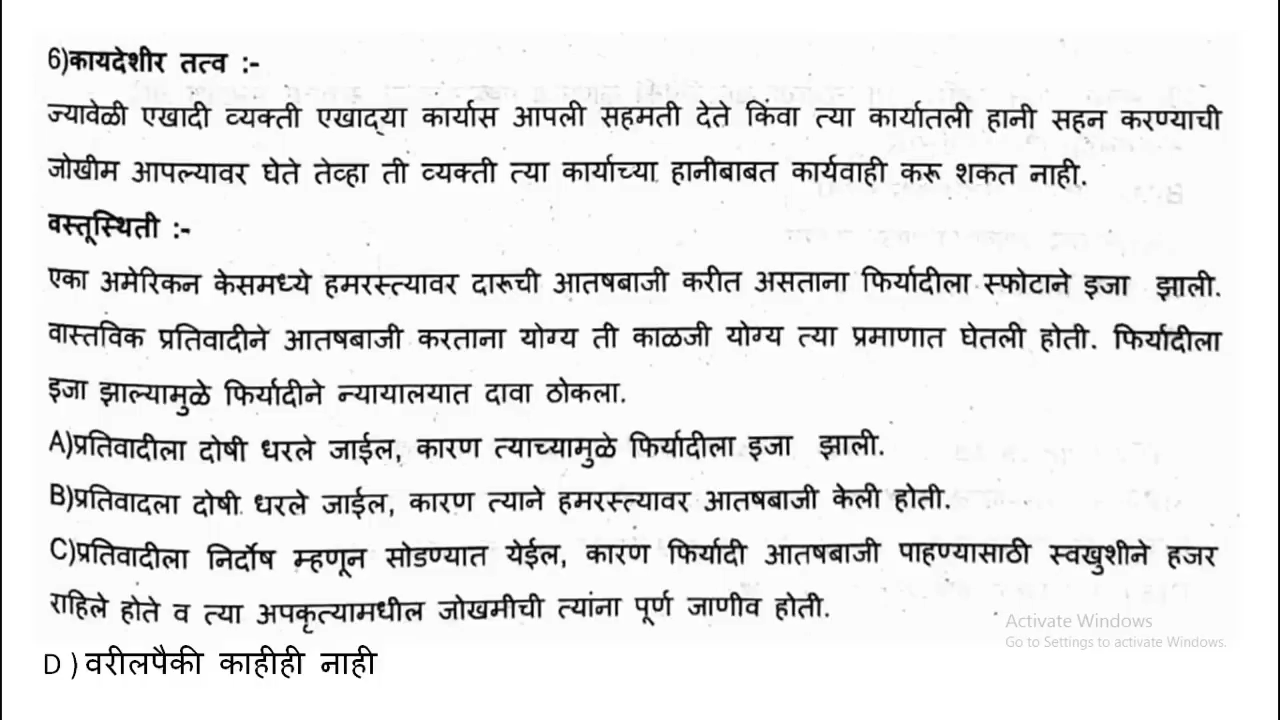 6)कायदेशीर तत्व :-
ज्यावेळी एखादी व्यक्ती एखाद्या कार्यास आपली सहमती देते किंवा त्या कार्यातली हानी सहन करण्याची
जोखीम आपल्यावर घेते तेव्हा ती व्यक्ती त्या कार्याच्या हानीबाबत कार्यवाही करू शकत नाही.
वस्तूस्थिती :-
एका अमेरिकन केसमध्ये हमरस्त्यावर दारूची आतषबाजी करीत असताना फिर्यादीला स्फोटाने इजा झाली.
वास्तविक प्रतिवादीने आतषबाजी करताना योग्य ती काळजी योग्य त्या प्रमाणात घेतली होती. फिर्यादीला
इजा झाल्यामुळे फिर्यादीने न्यायालयात दावा ठोकला.
A)प्रतिवादीला दोषी धरले जाईल, कारण त्याच्यामुळे फिर्यादीला इजा झाली.
B)प्रतिवादला दोषी धरले जाईल, कारण त्याने हमरस्त्यावर आतषबाजी केली होती.
C)प्रतिवादीला निर्दोष म्हणून सोडण्यात येईल, कारण फिर्यादी आतषबाजी पाहण्यासाठी स्वखुशीने हजर
राहिले होते व त्या अपकृत्यामधील जोखमीची त्यांना पूर्ण जाणीव होती.
D ) वरीलपैकी काहीही नाही
Activate Windows
Go to Settings to activate Windows.